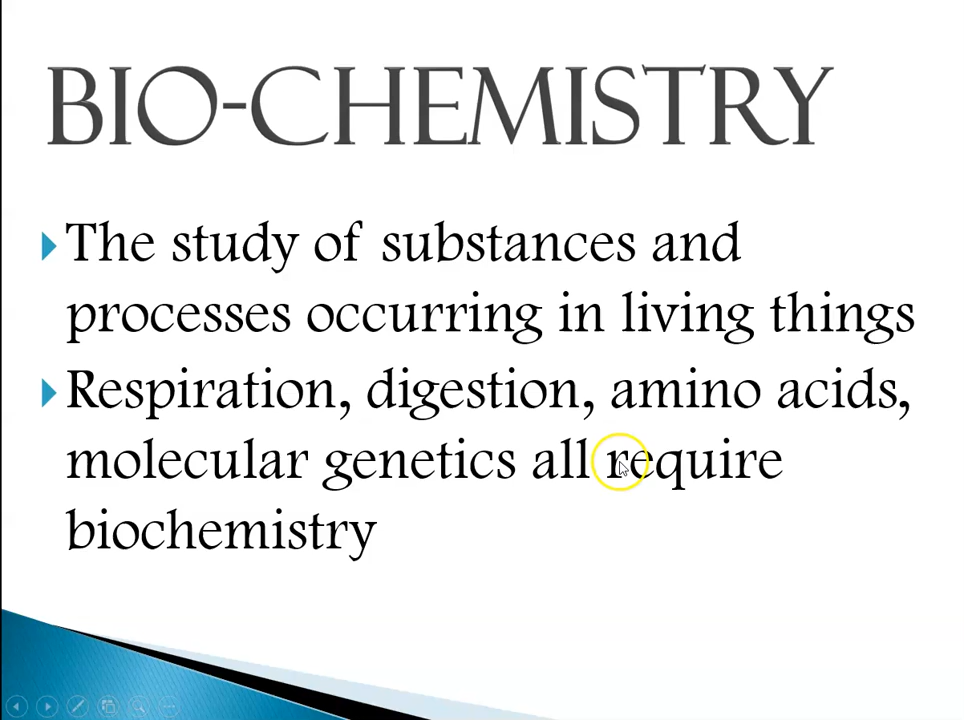 BIO-CHEMISTRY
The study of substances and
processes occurring in living things
Respiration, digestion, amino acids,
molecular genetics all require
biochemistry